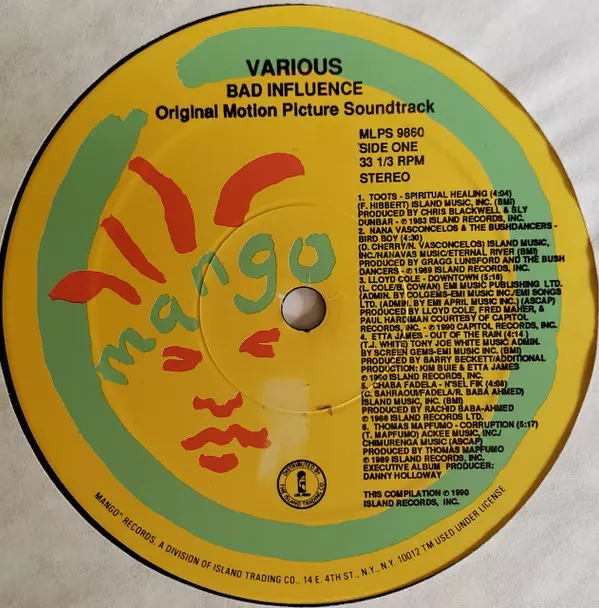 VARIOUS
BAD INFLUENCE
Original Motion Picture Soundtrack
MLPS 9860
SIDE ONE
33 1/3 RPM
STEREO
mango
1. TOOTS - SPIRITUAL HEALING (4:04)
(F. HIBBERT) ISLAND MUSIC, INC. (BMI)
PRODUCED BY CHRIS BLACKWELL & SLY
DUNBAR - ℗ 1983 ISLAND RECORDS, INC.
2. NANA VASCONCELOS & THE BUSHDANCERS -
BIRD BOY (4:30)
(D. CHERRY/N. VASCONCELOS) ISLAND MUSIC,
INC./NANAVAS MUSIC/ETERNAL RIVER (BMI)
PRODUCED BY GRAGG LUNSFORD AND THE BUSH
DANCERS - ℗ 1989 ISLAND RECORDS, INC.
3. LLOYD COLE - DOWNTOWN (5:18)
(L. COLE/B. COWAN) EMI MUSIC PUBLISHING LTD.
(ADMIN. BY COLGEMS-EMI MUSIC INC./EMI SONGS
LTD. (ADMIN. BY EMI APRIL MUSIC INC.) (ASCAP)
PRODUCED BY LLOYD COLE, FRED MAHER, &
PAUL HARDIMAN COURTESY OF CAPITOL
RECORDS, INC. - ℗ 1990 CAPITOL RECORDS, INC.
4. ETTA JAMES - OUT OF THE RAIN (4:14)
(T.J. WHITE) TONY JOE WHITE MUSIC ADMIN.
BY SCREEN GEMS-EMI MUSIC INC. (BMI)
PRODUCED BY BARRY BECKETT/ADDITIONAL
PRODUCTION: KIM BUIE & ETTA JAMES
℗ 1990 ISLAND RECORDS, INC.
5. CHABA FADELA - N'SEL FIK (4:08)
(C. SAHRAOUI/FADELA/R. BABA AHMED)
ISLAND MUSIC, INC. (BMI)
PRODUCED BY RACHID BABA-AHMED
℗ 1988 ISLAND RECORDS LTD.
6. THOMAS MAPFUMO - CORRUPTION (5:17)
(T. MAPFUMO) ACKEE MUSIC, INC./
CHIMURENGA MUSIC (ASCAP)
PRODUCED BY THOMAS MAPFUMO
℗ 1989 ISLAND RECORDS, INC.
EXECUTIVE ALBUM PRODUCER:
DANNY HOLLOWAY
THIS COMPILATION ℗ 1990
ISLAND RECORDS, INC.
DISTRIBUTED BY
THE ISLAND TRADING CO
MANGO™ RECORDS, A DIVISION OF ISLAND TRADING CO., 14 E. 4TH ST., N.Y., N.Y. 10012 TM USED UNDER LICENSE